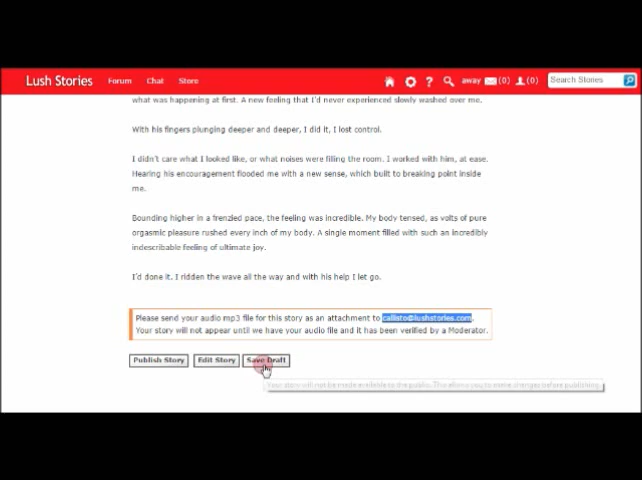 Lush Stories Forum Chat Store away (0) (0) Search Stories
what was happening at first. A new feeling that I'd never experienced slowly washed over me.
With his fingers plunging deeper and deeper, I did it, I lost control.
I didn't care what I looked like, or what noises were filling the room. I worked with him, at ease.
Hearing his encouragement flooded me with a new sense, which built to breaking point inside
me.
Bounding higher in a frenzied pace, the feeling was incredible. My body tensed, as volts of pure
orgasmic pleasure rushed every inch of my body. A single moment filled with such an incredibly
indescribable feeling of ultimate joy.
I'd done it. I ridden the wave all the way and with his help I let go.
Please send your audio mp3 file for this story as an attachment to callisto@lushstories.com.
Your story will not appear until we have your audio file and it has been verified by a Moderator.
Publish Story Edit Story Save Draft
Your story will not be made available to the public. This allows you to make changes before publishing.